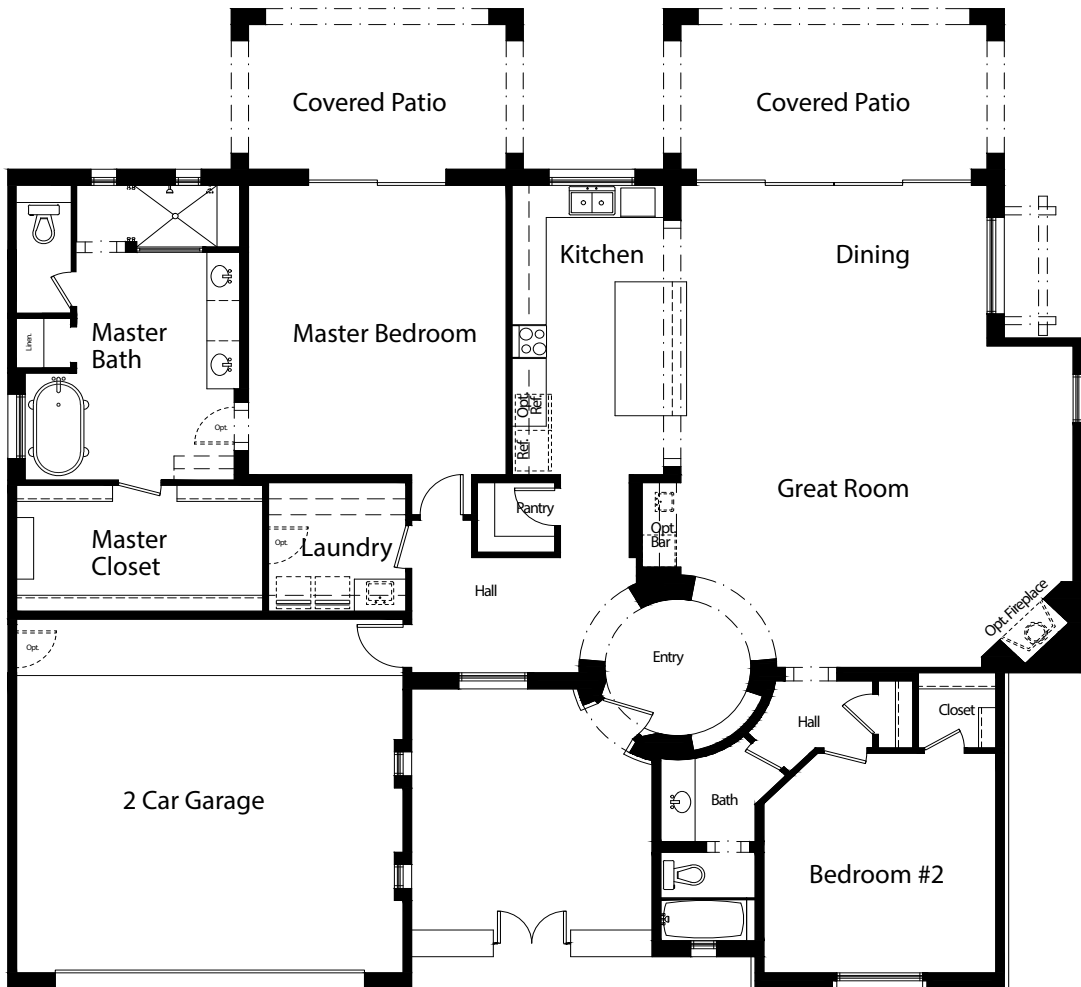 Covered Patio
Covered Patio
Kitchen
Dining
Master Bedroom
Master
Bath
Linen.
Opt.
Opt.
Ref.
Ref.
Great Room
Pantry
Opt.
Bar
Master
Closet
Opt.
Laundry
Hall
Opt. Fireplace
Opt.
Entry
Hall
Closet
2 Car Garage
Bath
Bedroom #2